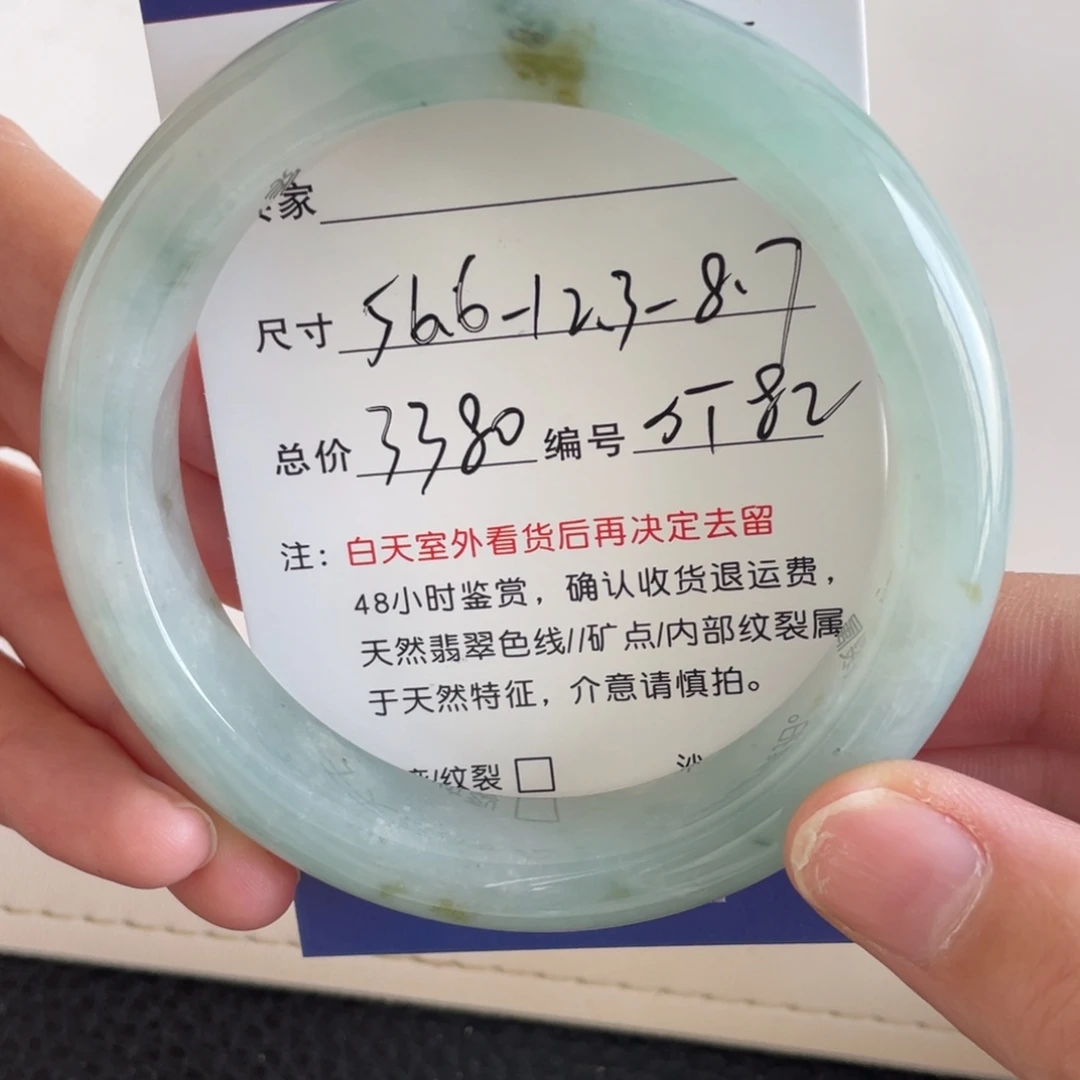 家
尺寸 56.6-12.3-8.7
总价 3380 编号 82
注：白天室外看货后再决定去留
48小时鉴赏，确认收货退运费，
天然翡翠色线//矿点/内部纹裂属
于天然特征，介意请慎拍。
/纹裂 □